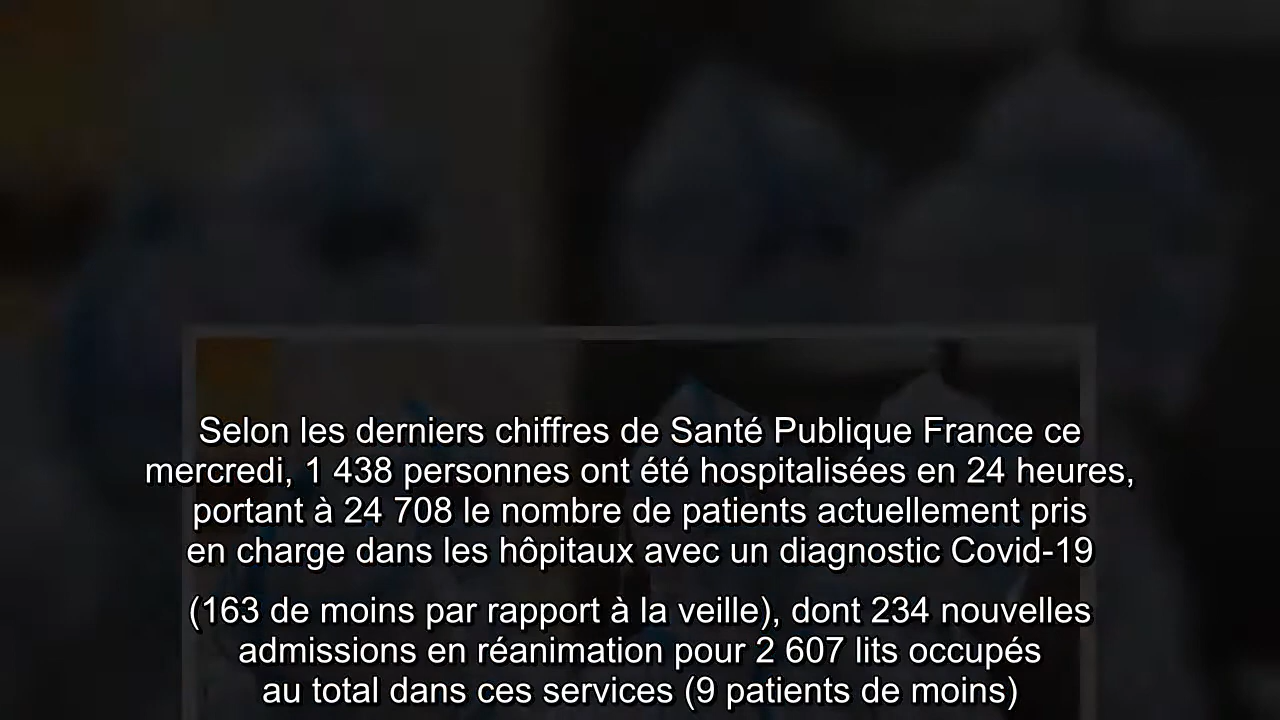 Selon les derniers chiffres de Santé Publique France ce
mercredi, 1 438 personnes ont été hospitalisées en 24 heures,
portant à 24 708 le nombre de patients actuellement pris
en charge dans les hôpitaux avec un diagnostic Covid-19
(163 de moins par rapport à la veille), dont 234 nouvelles
admissions en réanimation pour 2 607 lits occupés
au total dans ces services (9 patients de moins)